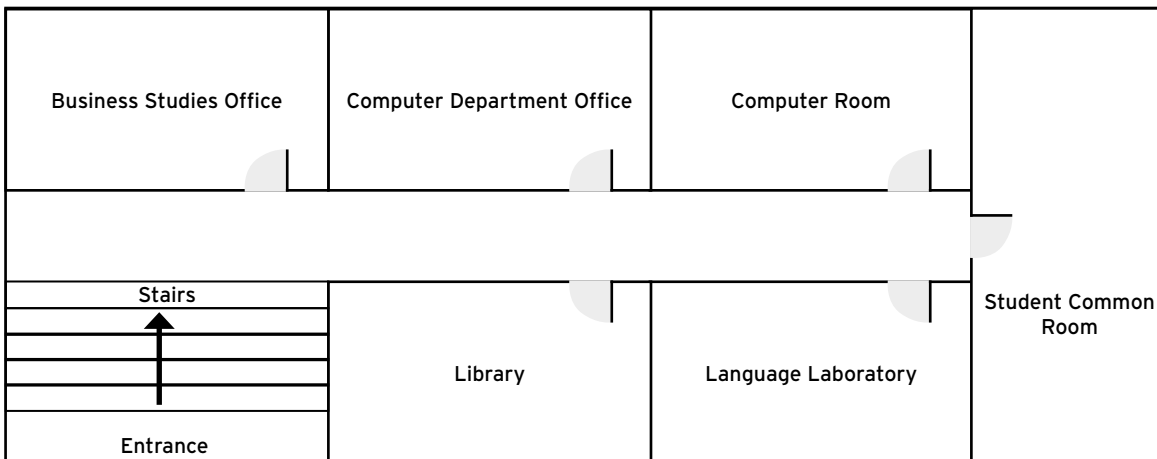 Business Studies Office
Computer Department Office
Computer Room
Stairs
Student Common
Room
Library
Language Laboratory
Entrance